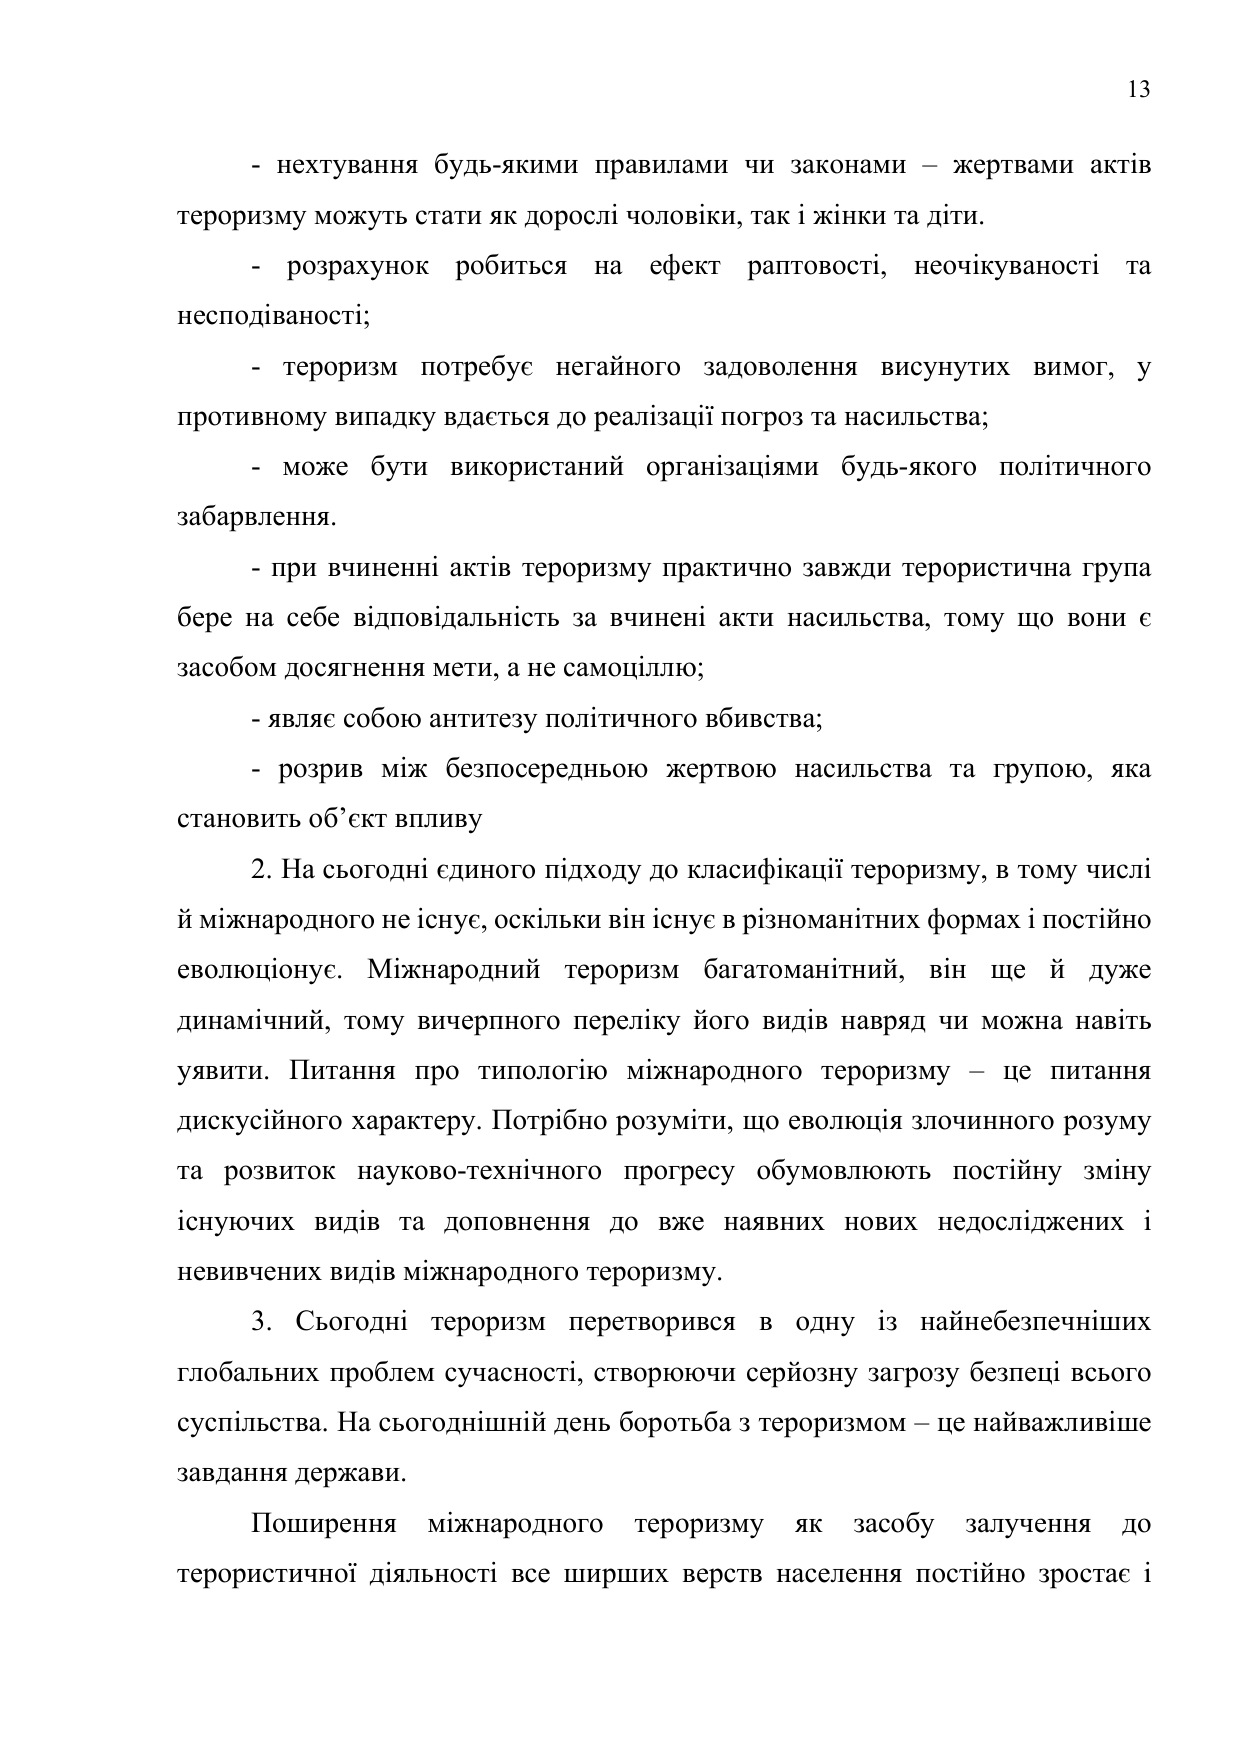 13
- нехтування будь-якими правилами чи законами – жертвами актів
тероризму можуть стати як дорослі чоловіки, так і жінки та діти.
- розрахунок робиться на ефект раптовості, неочікуваності та
несподіваності;
- тероризм потребує негайного задоволення висунутих вимог, у
противному випадку вдається до реалізації погроз та насильства;
- може бути використаний організаціями будь-якого політичного
забарвлення.
- при вчиненні актів тероризму практично завжди терористична група
бере на себе відповідальність за вчинені акти насильства, тому що вони є
засобом досягнення мети, а не самоціллю;
- являє собою антитезу політичного вбивства;
- розрив між безпосередньою жертвою насильства та групою, яка
становить об’єкт впливу
2. На сьогодні єдиного підходу до класифікації тероризму, в тому числі
й міжнародного не існує, оскільки він існує в різноманітних формах і постійно
еволюціонує. Міжнародний тероризм багатоманітний, він ще й дуже
динамічний, тому вичерпного переліку його видів навряд чи можна навіть
уявити. Питання про типологію міжнародного тероризму – це питання
дискусійного характеру. Потрібно розуміти, що еволюція злочинного розуму
та розвиток науково-технічного прогресу обумовлюють постійну зміну
існуючих видів та доповнення до вже наявних нових недосліджених і
невивчених видів міжнародного тероризму.
3. Сьогодні тероризм перетворився в одну із найнебезпечніших
глобальних проблем сучасності, створюючи серйозну загрозу безпеці всього
суспільства. На сьогоднішній день боротьба з тероризмом – це найважливіше
завдання держави.
Поширення міжнародного тероризму як засобу залучення до
терористичної діяльності все ширших верств населення постійно зростає і